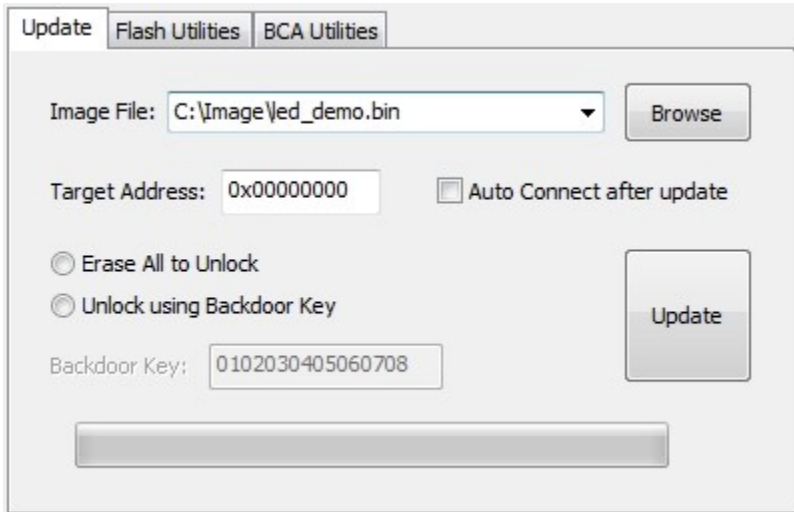 Update Flash Utilities BCA Utilities
Image File: C:\Image\led_demo.bin Browse
Target Address: 0x00000000 Auto Connect after update
Erase All to Unlock
Unlock using Backdoor Key
Update
Backdoor Key: 0102030405060708